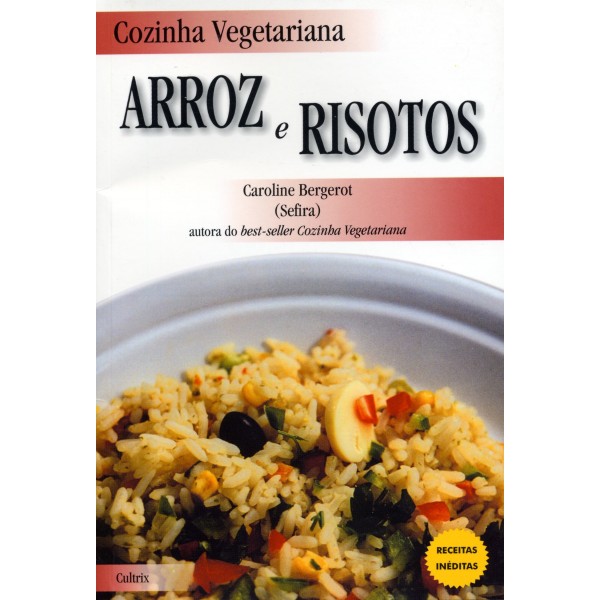 Cozinha Vegetariana
ARROZ e RISOTOS
Caroline Bergerot
(Sefira)
autora do best-seller Cozinha Vegetariana
RECEITAS
INÉDITAS
Cultrix